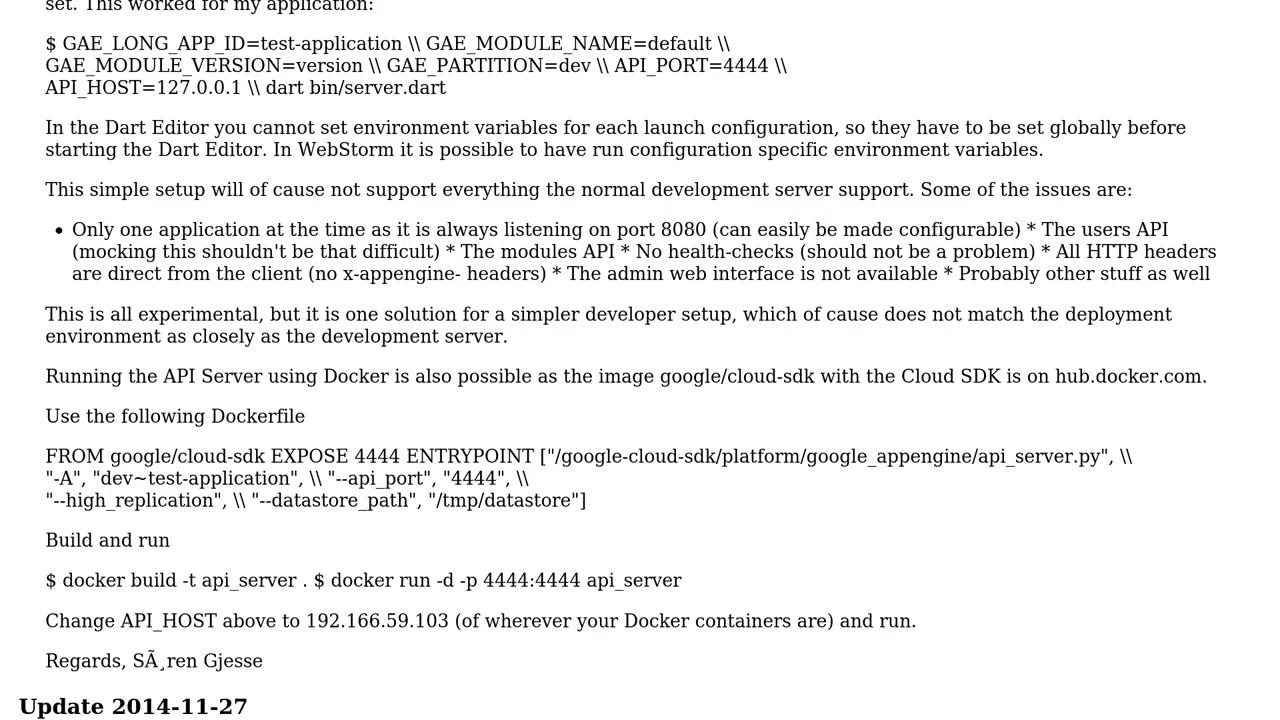 set. This worked for my application:
$ GAE_LONG_APP_ID=test-application \\ GAE_MODULE_NAME=default \\
GAE_MODULE_VERSION=version \\ GAE_PARTITION=dev \\ API_PORT=4444 \\
API_HOST=127.0.0.1 \\ dart bin/server.dart
In the Dart Editor you cannot set environment variables for each launch configuration, so they have to be set globally before
starting the Dart Editor. In WebStorm it is possible to have run configuration specific environment variables.
This simple setup will of cause not support everything the normal development server support. Some of the issues are:
• Only one application at the time as it is always listening on port 8080 (can easily be made configurable) * The users API
(mocking this shouldn't be that difficult) * The modules API * No health-checks (should not be a problem) * All HTTP headers
are direct from the client (no x-appengine- headers) * The admin web interface is not available * Probably other stuff as well
This is all experimental, but it is one solution for a simpler developer setup, which of cause does not match the deployment
environment as closely as the development server.
Running the API Server using Docker is also possible as the image google/cloud-sdk with the Cloud SDK is on hub.docker.com.
Use the following Dockerfile
FROM google/cloud-sdk EXPOSE 4444 ENTRYPOINT ["/google-cloud-sdk/platform/google_appengine/api_server.py", \\
"-A", "dev~test-application", \\ "--api_port", "4444", \\
"--high_replication", \\ "--datastore_path", "/tmp/datastore"]
Build and run
$ docker build -t api_server . $ docker run -d -p 4444:4444 api_server
Change API_HOST above to 192.166.59.103 (of wherever your Docker containers are) and run.
Regards, SÃ¸ren Gjesse
Update 2014-11-27